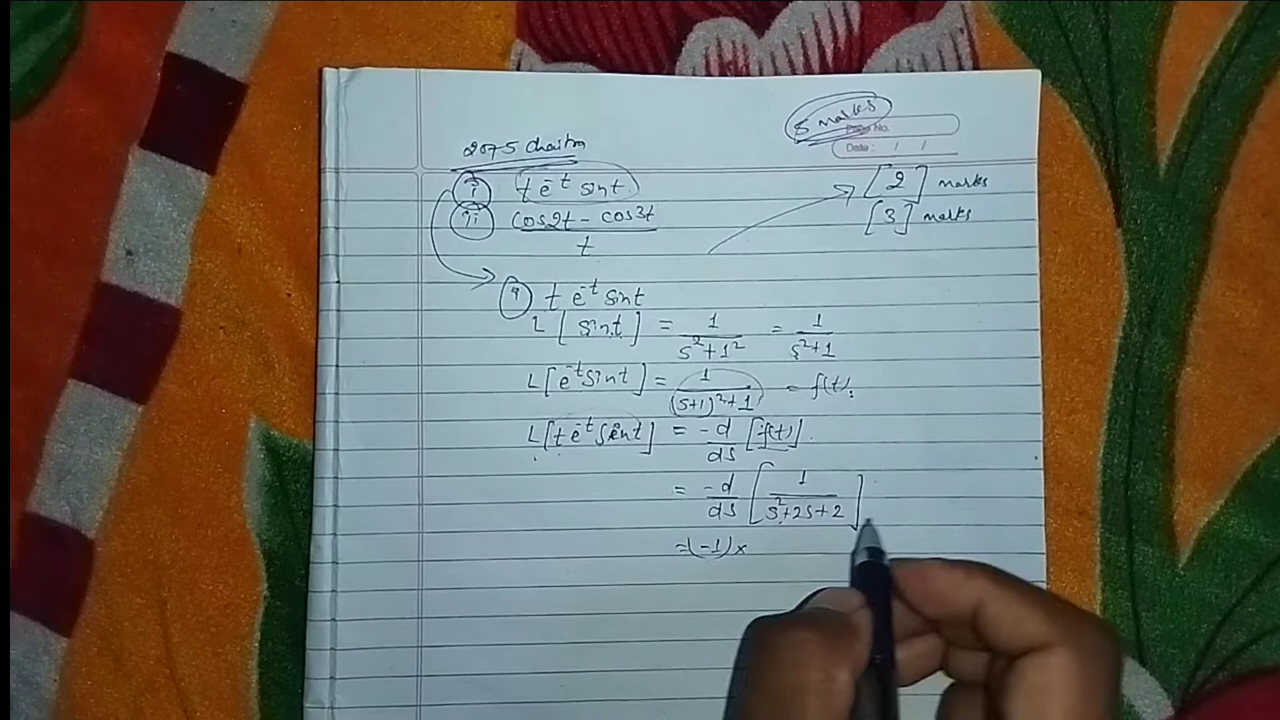 5 marks
Page No.
Date : / /
2075 chaitra
i t e^-t sint [2] marks
ii cos2t - cos3t / t [3] marks
i t e^-t sint
L [ sint ] = 1 / s^2+1^2 = 1 / s^2+1
L[e^-t sint] = 1 / (s+1)^2+1 = f(t).
L[t e^-t sint] = -d/ds [f(t)].
= -d/ds [ 1 / s^2+2s+2 ]
=(-1)×